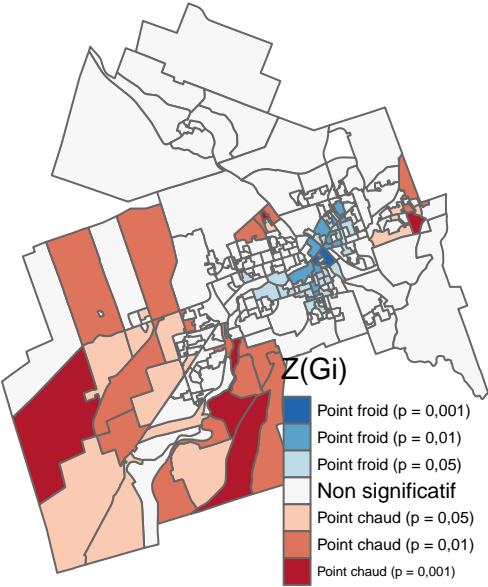 Z(Gi)
Point froid (p = 0,001)
Point froid (p = 0,01)
Point froid (p = 0,05)
Non significatif
Point chaud (p = 0,05)
Point chaud (p = 0,01)
Point chaud (p = 0,001)